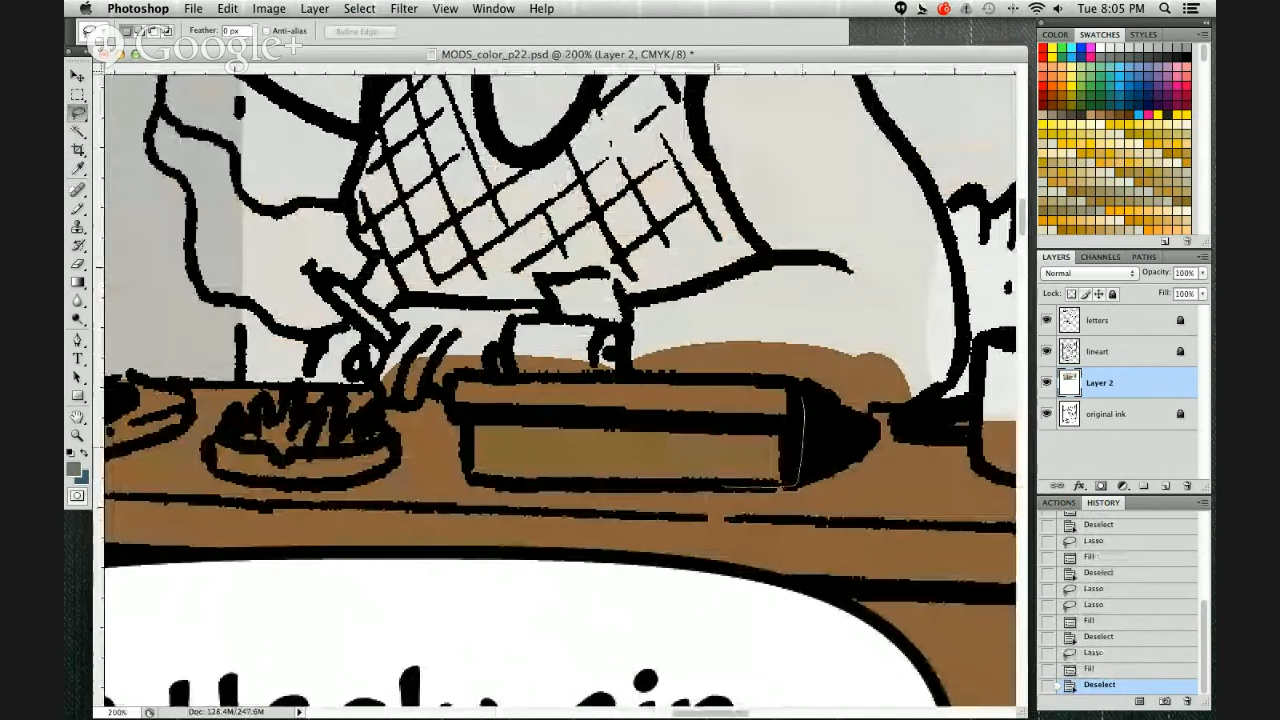 Photoshop File Edit Image Layer Select Filter Analysis View Window Help
Tue 8:05 PM
Google+
Feather: 0 px Anti-alias Refine Edge...
MODS_color_p22.psd @ 200% (Layer 2, CMYK/8) *
COLOR SWATCHES STYLES
5
LAYERS CHANNELS PATHS
Normal Opacity: 100%
Lock: Fill: 100%
letters
lineart
Layer 2
original ink
ACTIONS HISTORY
Deselect
Lasso
Fill
Deselect
Lasso
Lasso
Fill
Deselect
Lasso
Fill
Deselect
200% Doc: 128.4M/247.6M